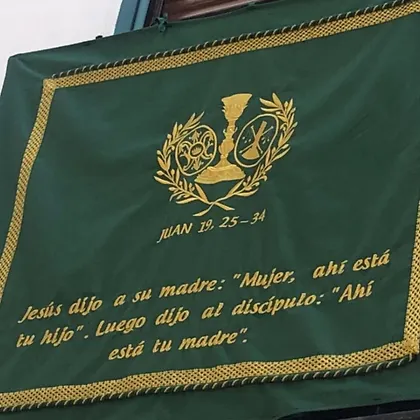 JUAN 19, 25-34
Jesús dijo a su madre: "Mujer, ahí está
tu hijo". Luego dijo al discípulo: "Ahí
está tu madre".